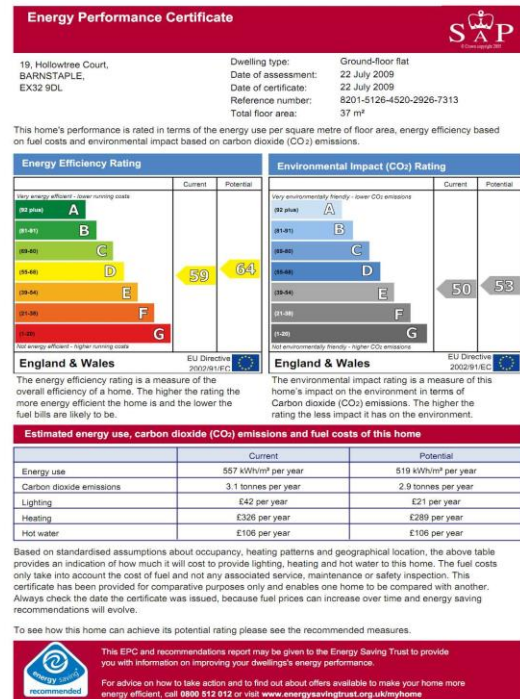 Energy Performance Certificate
SAP
19, Hollowtree Court,
BARNSTAPLE,
EX32 9DL
Dwelling type: Ground-floor flat
Date of assessment: 22 July 2009
Date of certificate: 22 July 2009
Reference number: 8201-5126-4520-2926-7313
Total floor area: 37 m²
This home's performance is rated in terms of the energy use per square metre of floor area, energy efficiency based
on fuel costs and environmental impact based on carbon dioxide (CO2) emissions.
Energy Efficiency Rating
Current Potential
Very energy efficient - lower running costs
(92 plus) A
(81-91) B
(69-80) C
(55-68) D
(39-54) E
(21-38) F
(1-20) G
Not energy efficient - higher running costs
59 64
England & Wales
EU Directive
2002/91/EC
Environmental Impact (CO2) Rating
Current Potential
Very environmentally friendly - lower CO2 emissions
(92 plus) A
(81-91) B
(69-80) C
(55-68) D
(39-54) E
(21-38) F
(1-20) G
Not environmentally friendly - higher CO2 emissions
50 53
England & Wales
EU Directive
2002/91/EC
The energy efficiency rating is a measure of the
overall efficiency of a home. The higher the rating the
more energy efficient the home is and the lower the
fuel bills are likely to be.
The environmental impact rating is a measure of this
home's impact on the environment in terms of
Carbon dioxide (CO2) emissions. The higher the
rating the less impact it has on the environment.
Estimated energy use, carbon dioxide (CO2) emissions and fuel costs of this home
Current Potential
Energy use 557 kWh/m² per year 519 kWh/m² per year
Carbon dioxide emissions 3.1 tonnes per year 2.9 tonnes per year
Lighting £42 per year £21 per year
Heating £326 per year £289 per year
Hot water £106 per year £106 per year
Based on standardised assumptions about occupancy, heating patterns and geographical location, the above table
provides an indication of how much it will cost to provide lighting, heating and hot water to this home. The fuel costs
only take into account the cost of fuel and not any associated service, maintenance or safety inspection. This
certificate has been provided for comparative purposes only and enables one home to be compared with another.
Always check the date the certificate was issued, because fuel prices can increase over time and energy saving
recommendations will evolve.
To see how this home can achieve its potential rating please see the recommended measures.
energy saving
recommended
This EPC and recommendations report may be given to the Energy Saving Trust to provide
you with information on improving your dwellings's energy performance.
For advice on how to take action and to find out about offers available to make your home more
energy efficient, call 0800 512 012 or visit www.energysavingtrust.org.uk/myhome